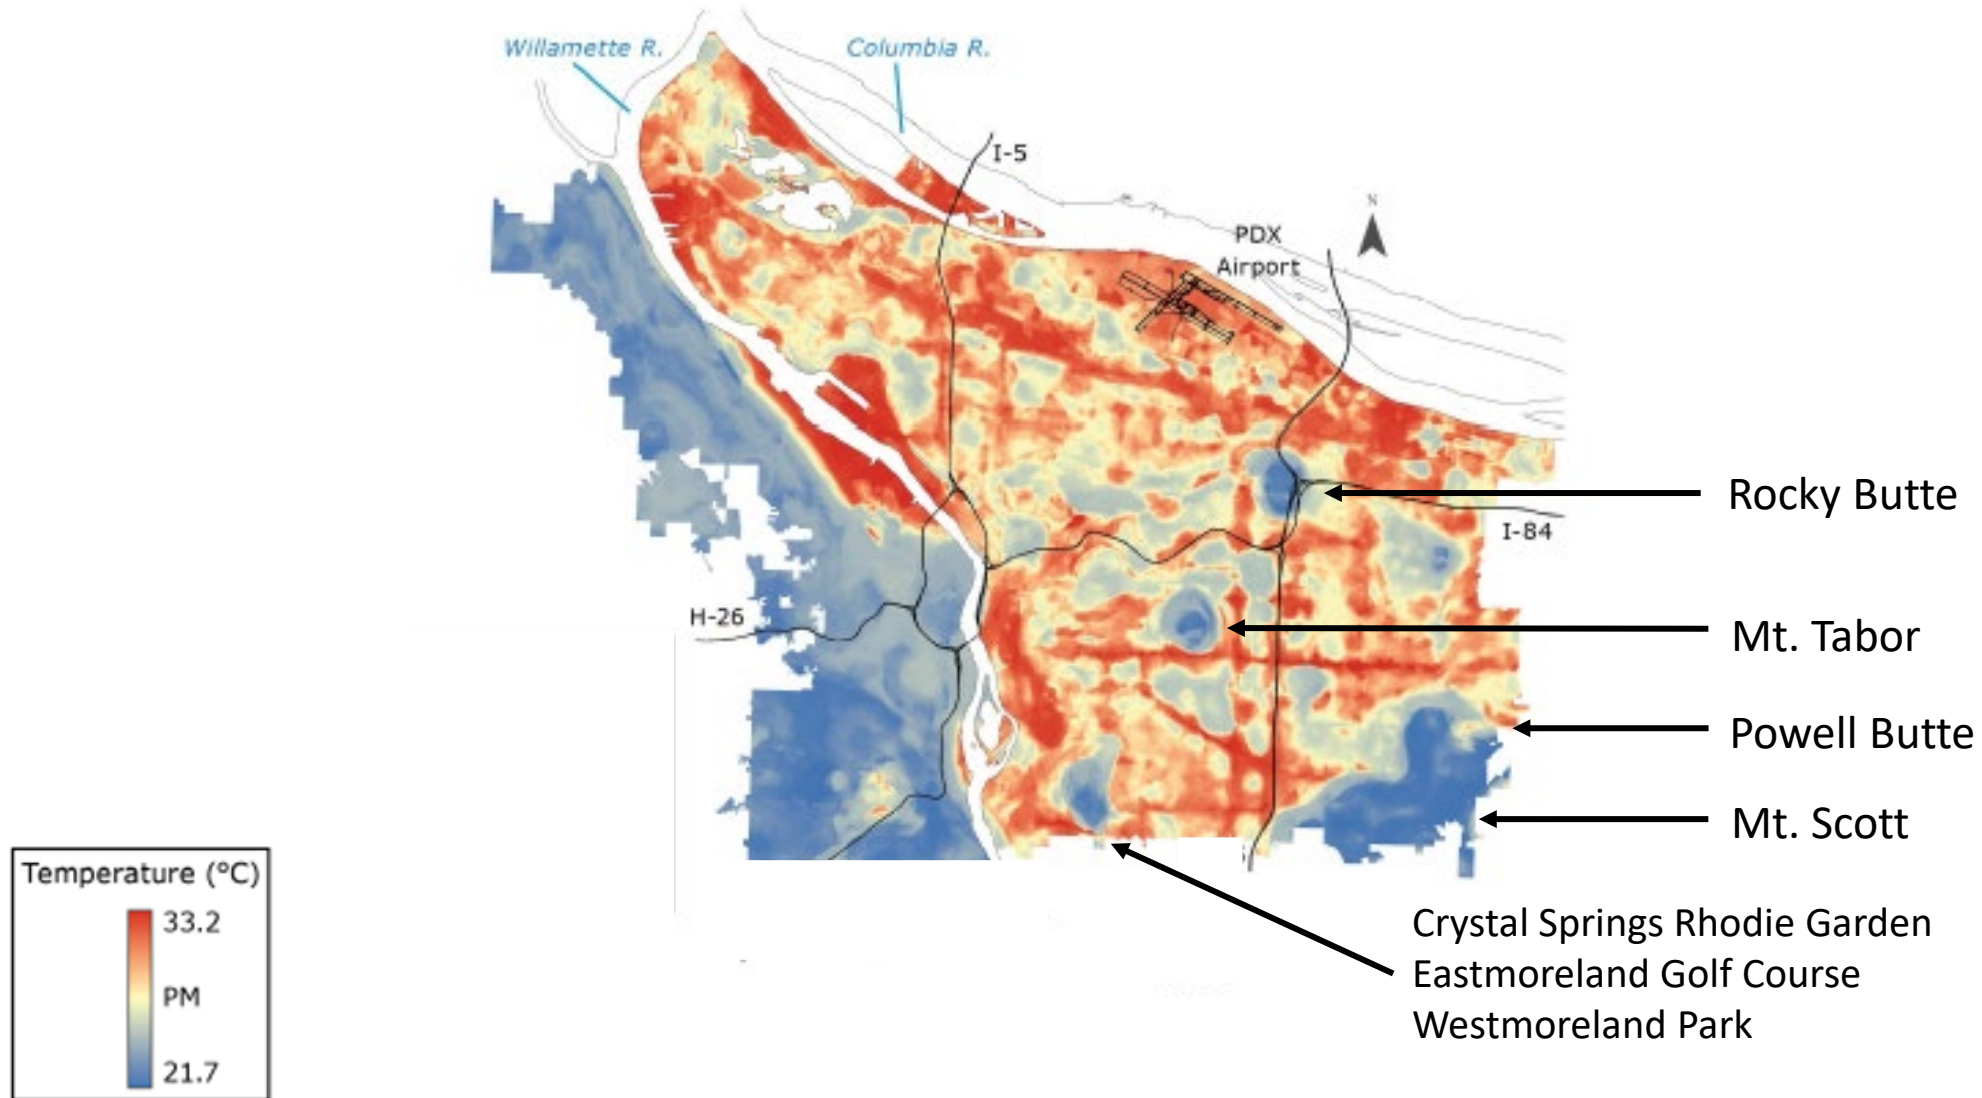 Willamette R.
Columbia R.
I-5
N
PDX
Airport
Rocky Butte
I-84
H-26
Mt. Tabor
Powell Butte
Mt. Scott
Temperature (°C)
33.2
PM
21.7
Crystal Springs Rhodie Garden
Eastmoreland Golf Course
Westmoreland Park